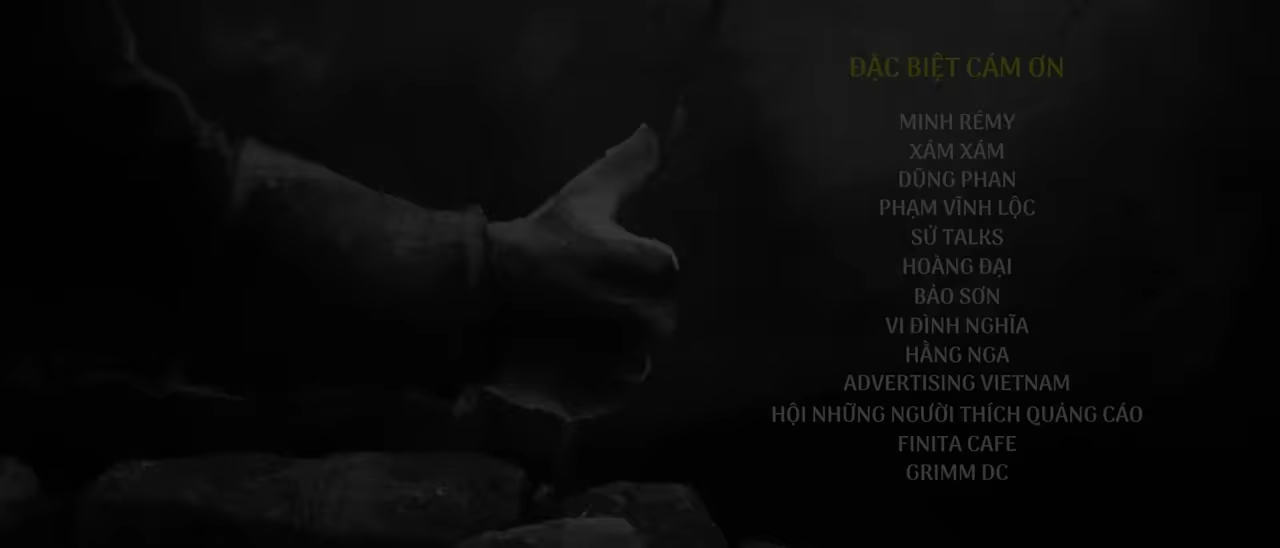 ĐẶC BIỆT CÁM ƠN
MINH RÉMY
XÁM XÁM
DŨNG PHAN
PHẠM VĨNH LỘC
SỬ TALKS
HOÀNG ĐẠI
BẢO SƠN
VI ĐÌNH NGHĨA
HẰNG NGA
ADVERTISING VIETNAM
HỘI NHỮNG NGƯỜI THÍCH QUẢNG CÁO
FINITA CAFE
GRIMM DC